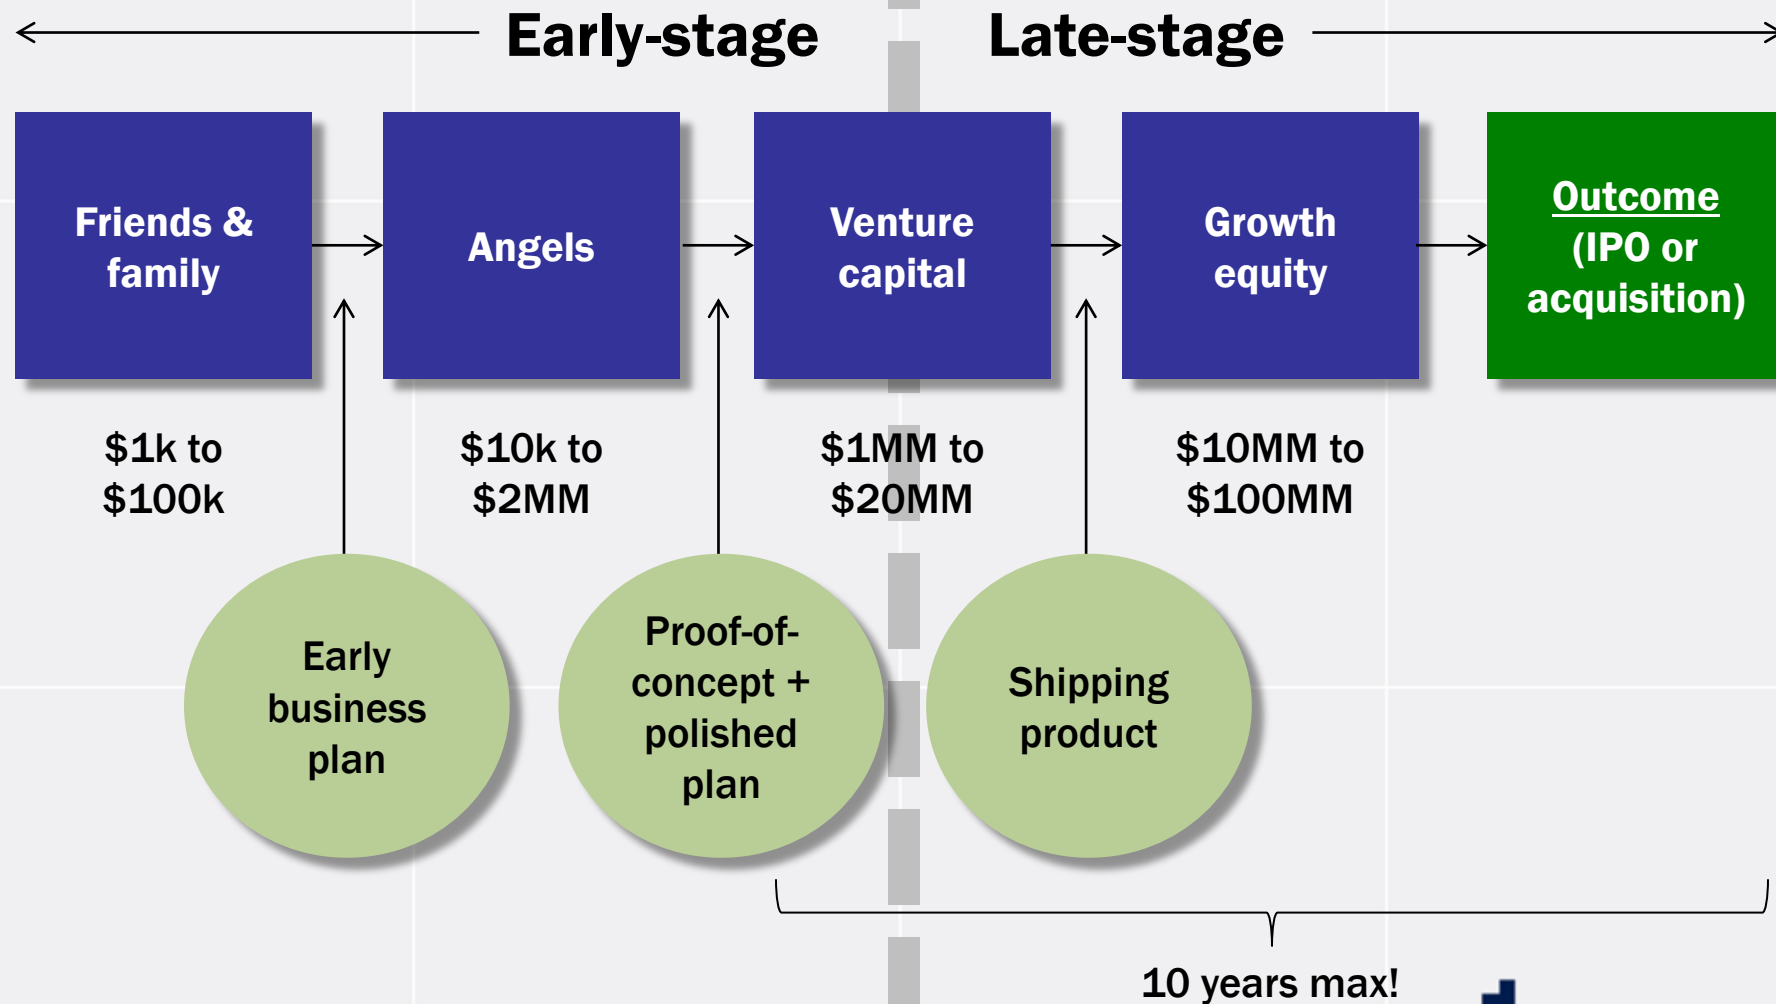 Early-stage
Late-stage
Friends &
family
Angels
Venture
capital
Growth
equity
Outcome
(IPO or
acquisition)
$1k to
$100k
$10k to
$2MM
$1MM to
$20MM
$10MM to
$100MM
Early
business
plan
Proof-of-
concept +
polished
plan
Shipping
product
10 years max!